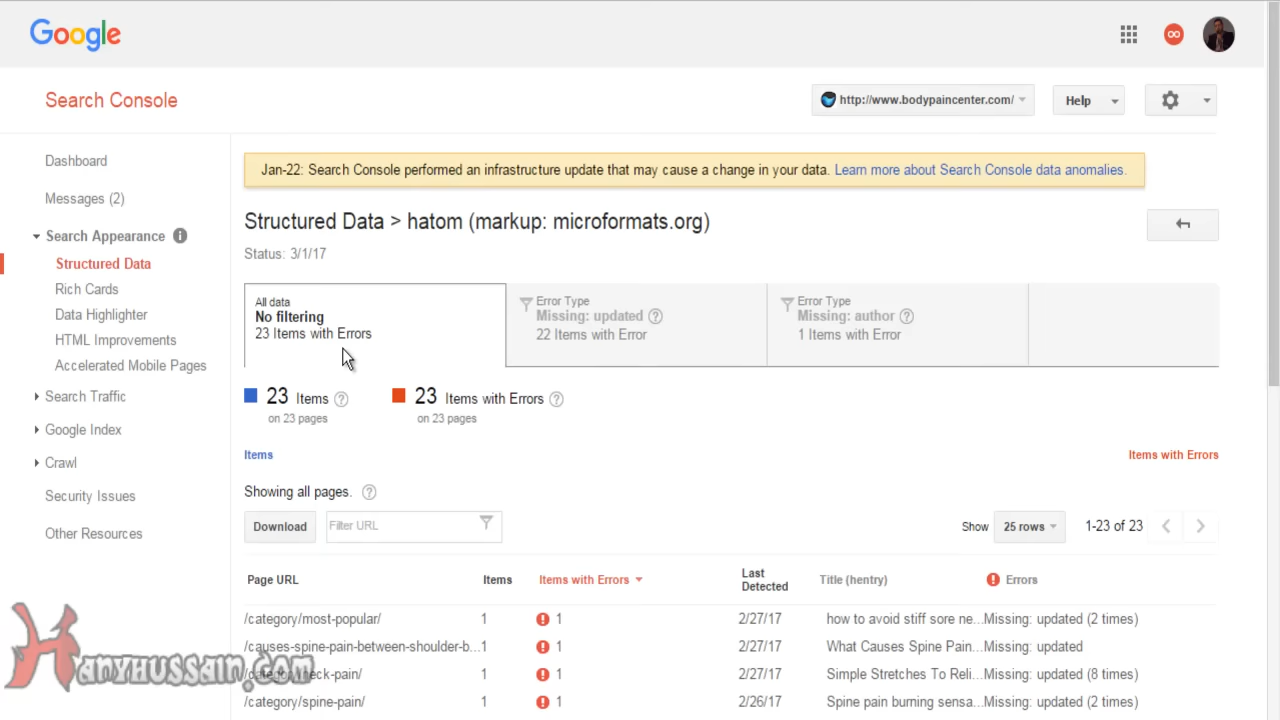 Google
Search Console
http://www.bodypaincenter.com/
Help
Dashboard
Messages (2)
Search Appearance
Structured Data
Rich Cards
Data Highlighter
HTML Improvements
Accelerated Mobile Pages
Search Traffic
Google Index
Crawl
Security Issues
Other Resources
Jan-22: Search Console performed an infrastructure update that may cause a change in your data. Learn more about Search Console data anomalies.
Structured Data > hatom (markup: microformats.org)
Status: 3/1/17
All data
No filtering
23 Items with Errors
Error Type
Missing: updated
22 Items with Error
Error Type
Missing: author
1 Items with Error
23 Items
on 23 pages
23 Items with Errors
on 23 pages
Items
Items with Errors
Showing all pages.
Download
Filter URL
Show
25 rows
1-23 of 23
Page URL Items Items with Errors Last Detected Title (hentry) Errors
/category/most-popular/ 1 1 2/27/17 how to avoid stiff sore ne... Missing: updated (2 times)
/causes-spine-pain-between-shoulder-b... 1 1 2/27/17 What Causes Spine Pain... Missing: updated
/category/neck-pain/ 1 1 2/27/17 Simple Stretches To Reli... Missing: updated (8 times)
/category/spine-pain/ 1 1 2/26/17 Spine pain burning sensa... Missing: updated (2 times)
Hanyhussain.com